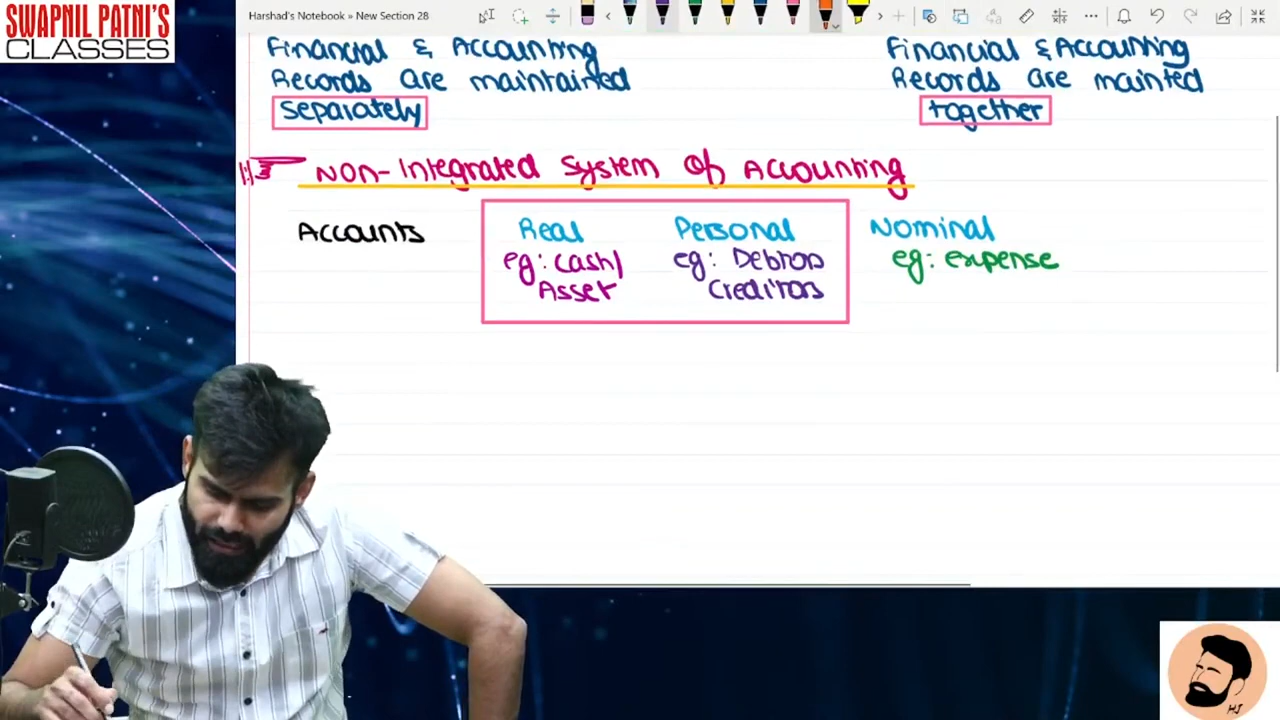 SWAPNIL PATNI'S
CLASSES
Harshad's Notebook » New Section 28
Financial & Accounting
Records are maintained
separately
Financial & Accounting
Records are mainted
together
Non-Integrated System of Accounting
Accounts
Real
eg: cash/
Asset
Personal
eg: Debtors
Creditors
Nominal
eg: expense
HJ